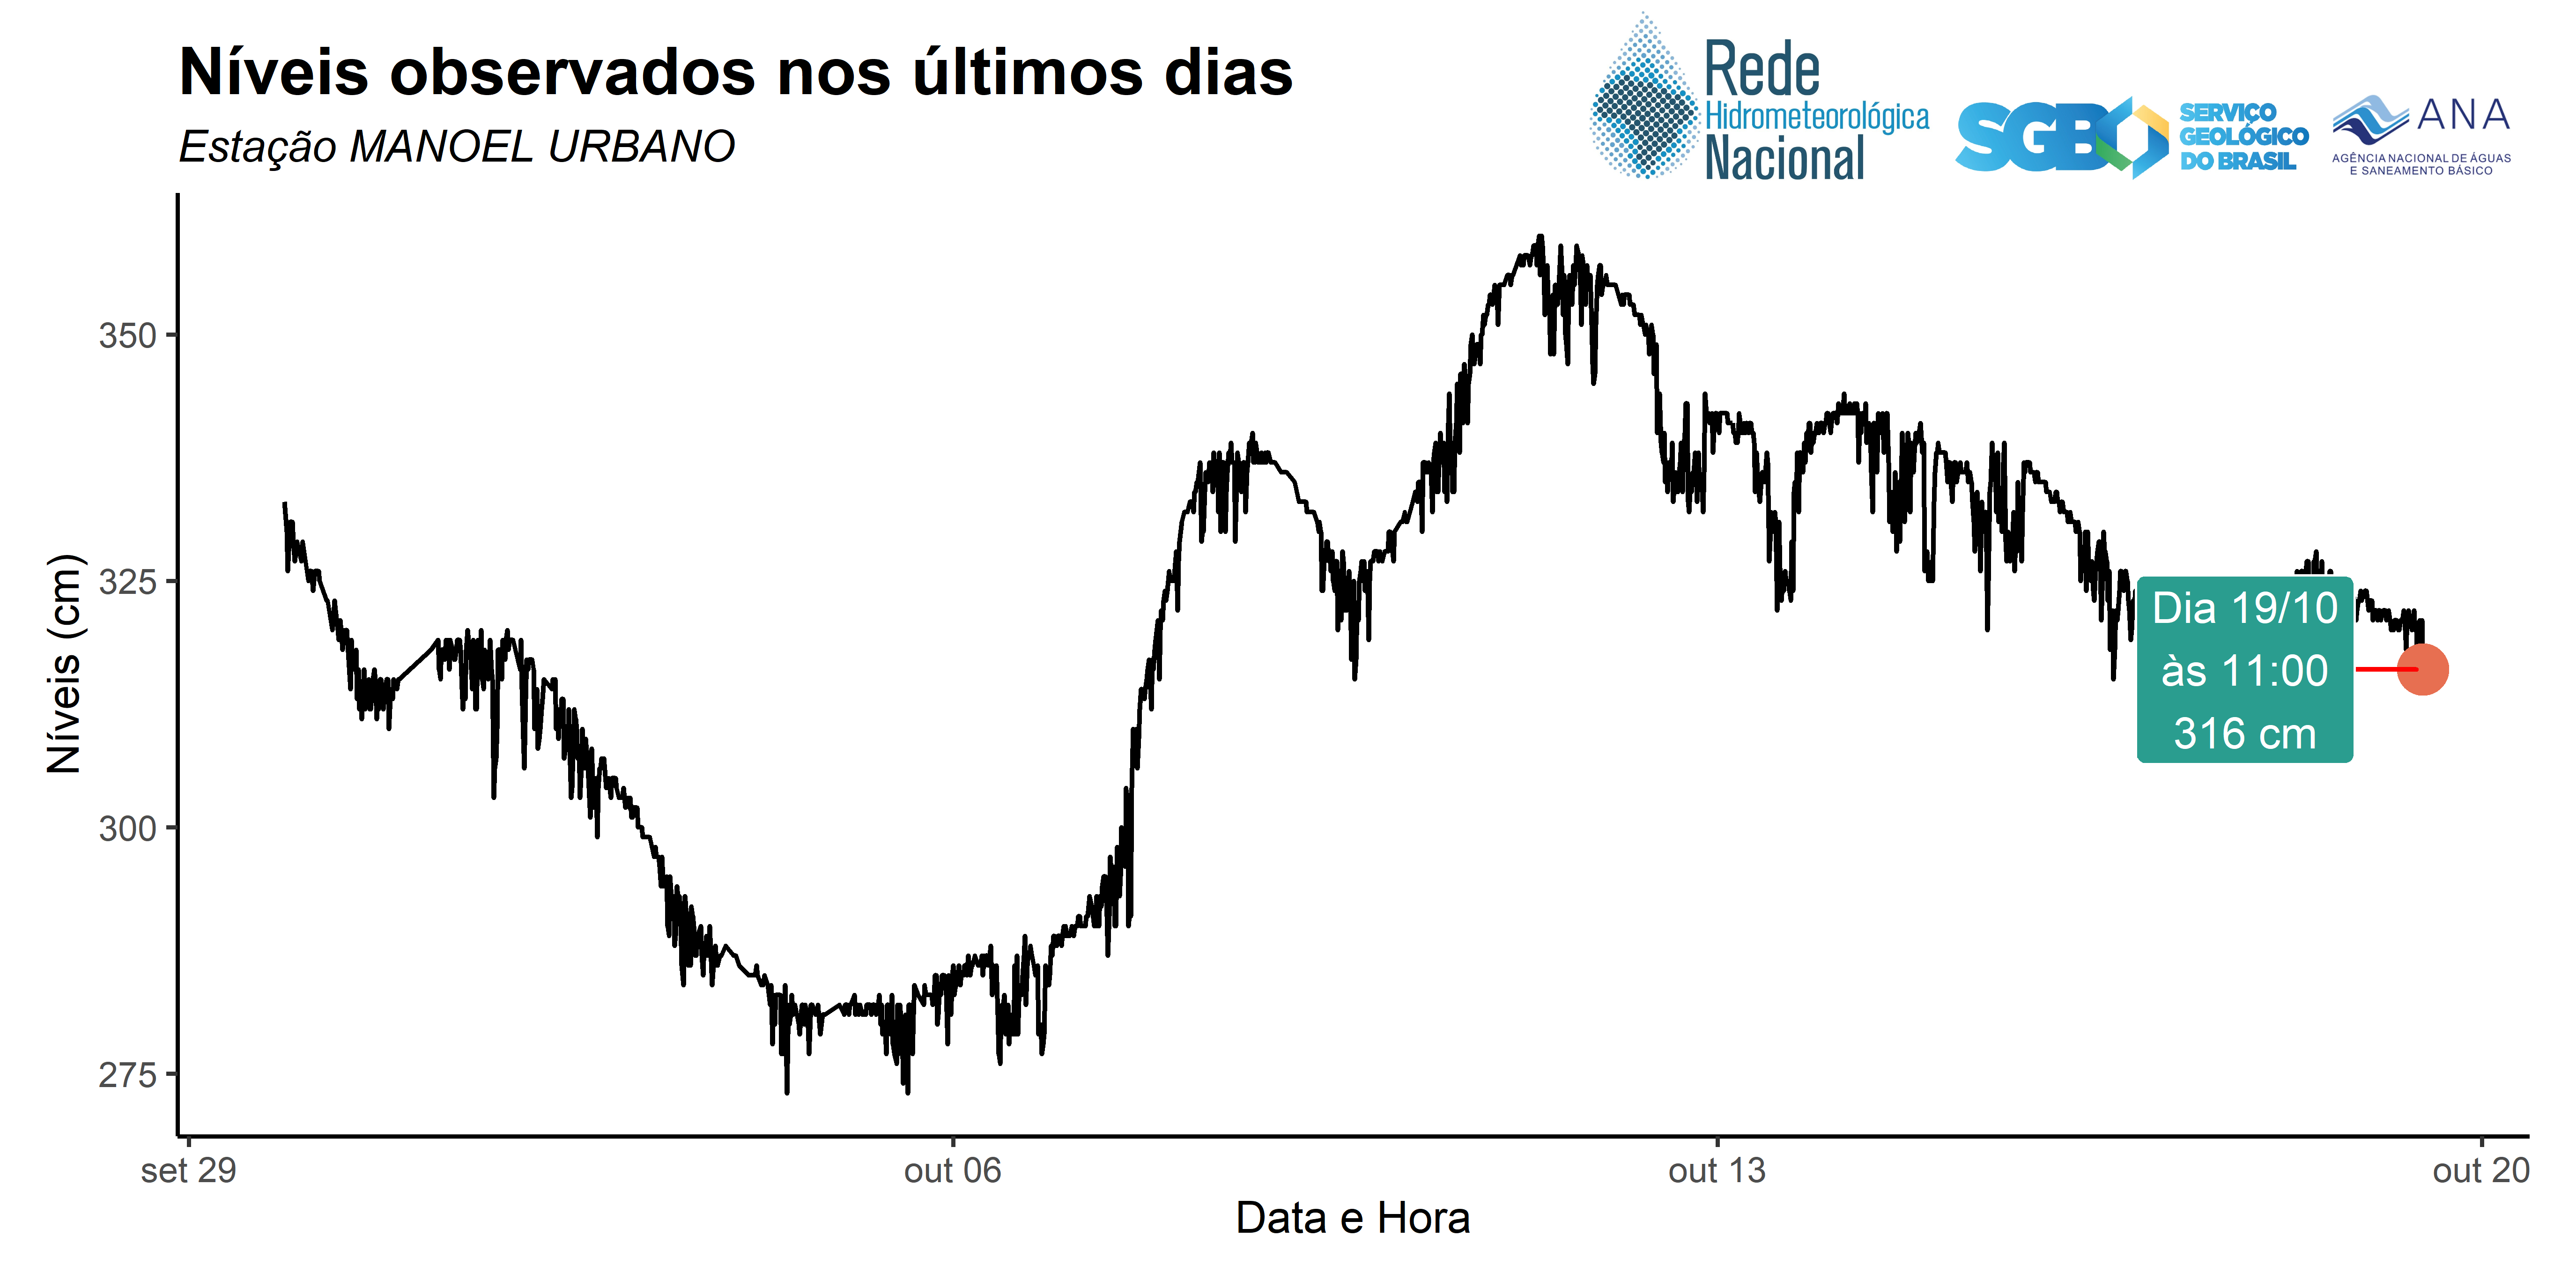 Níveis observados nos últimos dias
Estação MANOEL URBANO
Rede
Hidrometeorológica
Nacional
SGB
SERVIÇO
GEOLÓGICO
DO BRASIL
ANA
AGÊNCIA NACIONAL DE ÁGUAS
E SANEAMENTO BÁSICO
Níveis (cm)
350
325
300
275
Dia 19/10
às 11:00
316 cm
set 29
out 06
out 13
out 20
Data e Hora